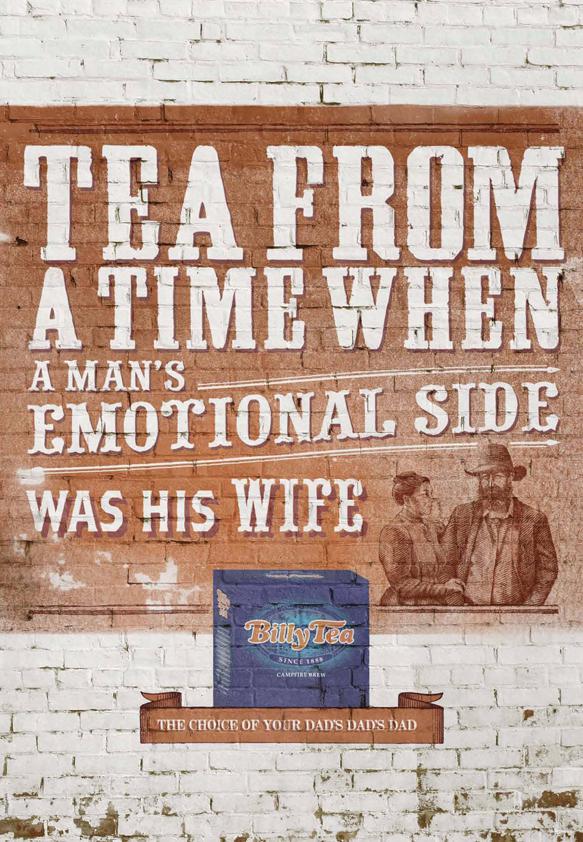 TEA FROM
A TIME WHEN
A MAN'S
EMOTIONAL SIDE
WAS HIS WIFE
Billy Tea
SINCE 1888
CAMPFIRE BREW
THE CHOICE OF YOUR DAD'S DAD'S DAD